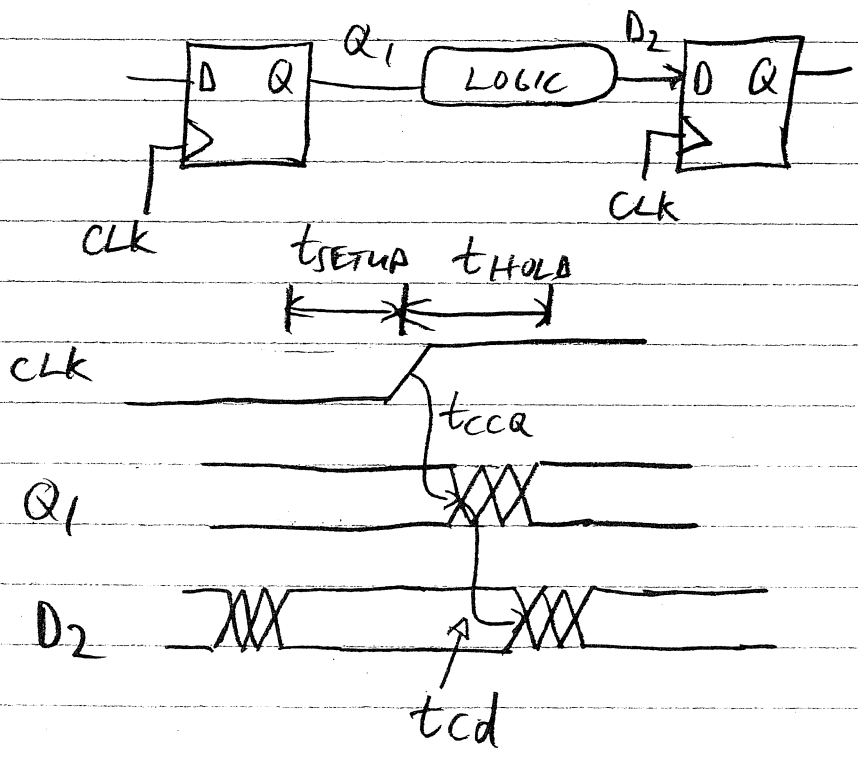 Q1 D2
D Q LOGIC D Q
CLK CLK
tSETUP tHOLD
CLK
tCCQ
Q1
D2
tcd